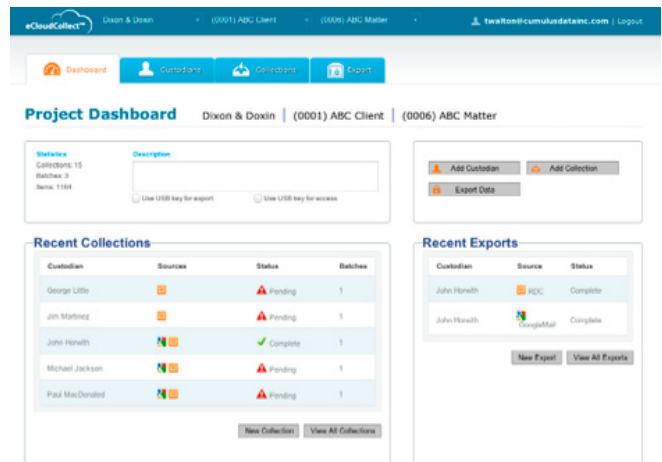 eCloudCollect™ Dixon & Doxin (0001) ABC Client (0006) ABC Matter twalton@cumulusdatainc.com | Logout
Dashboard Custodians Collections Export
Project Dashboard Dixon & Doxin | (0001) ABC Client | (0006) ABC Matter
Statistics Description
Collections: 15
Batches: 3
Items: 1164
Use USB key for export Use USB key for access
Add Custodian Add Collection
Export Data
Recent Collections
Custodian Sources Status Batches
George Little Pending 1
Jim Martinez Pending 1
John Horwith Complete 1
Michael Jackson Pending 1
Paul MacDonaled Pending 1
New Collection View All Collections
Recent Exports
Custodian Source Status
John Horwith RDC Complete
John Horwith GoogleMail Complete
New Export View All Exports